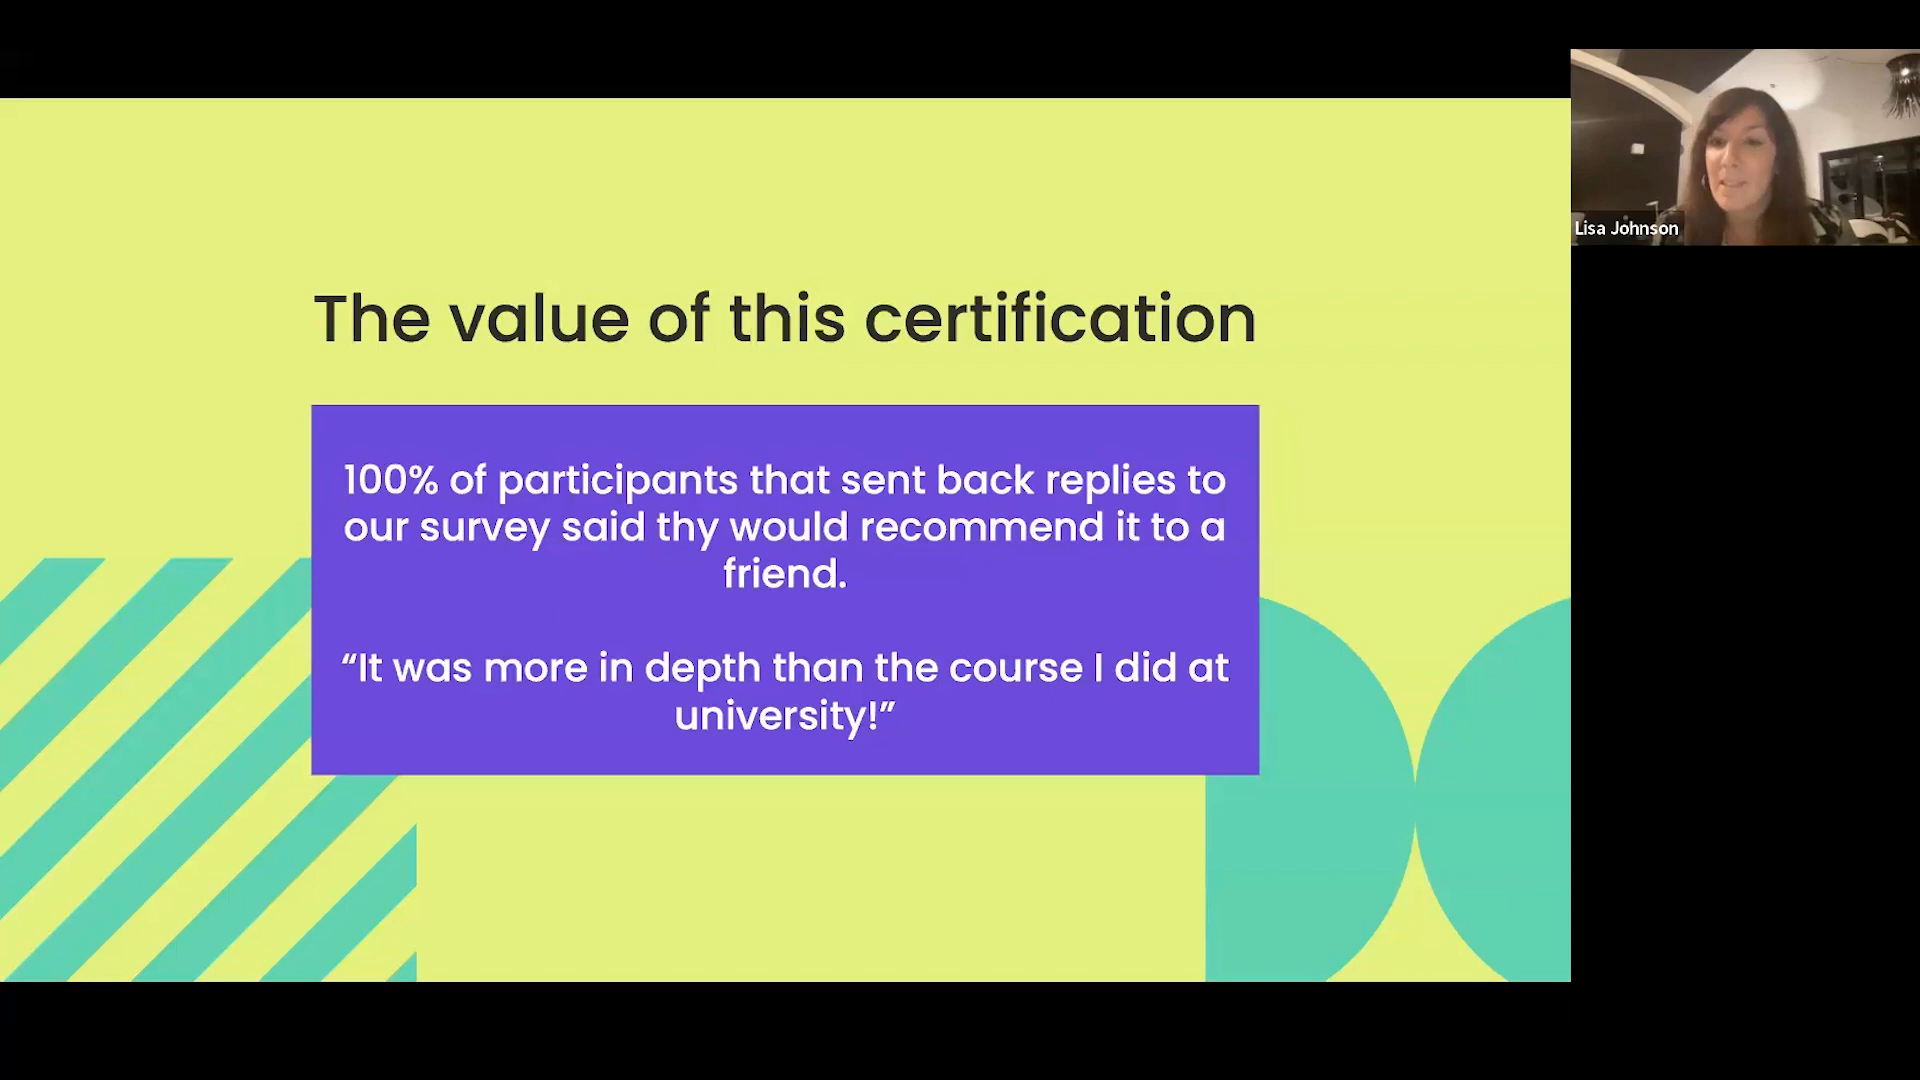 The value of this certification
100% of participants that sent back replies to
our survey said thy would recommend it to a
friend.
“It was more in depth than the course I did at
university!”
Lisa Johnson